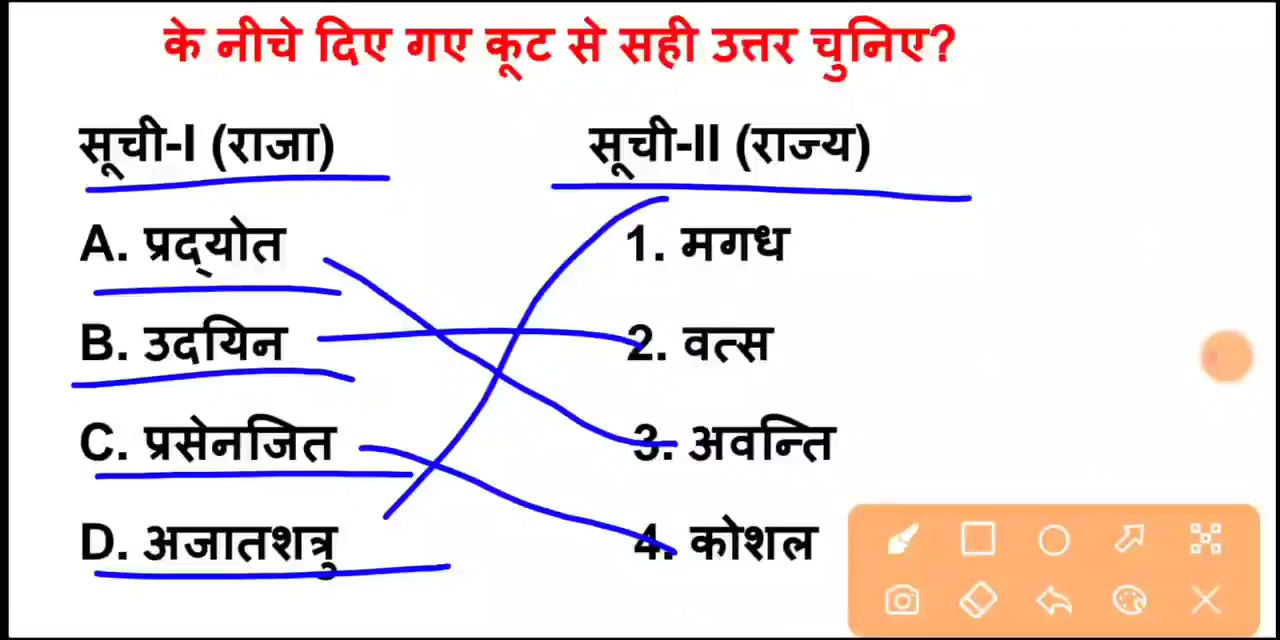 के नीचे दिए गए कूट से सही उत्तर चुनिए?
सूची-I (राजा) सूची-II (राज्य)
A. प्रद्‌योत 1. मगध
B. उदयिन 2. वत्स
C. प्रसेनजित 3. अवन्ति
D. अजातशत्रु 4. कोशल